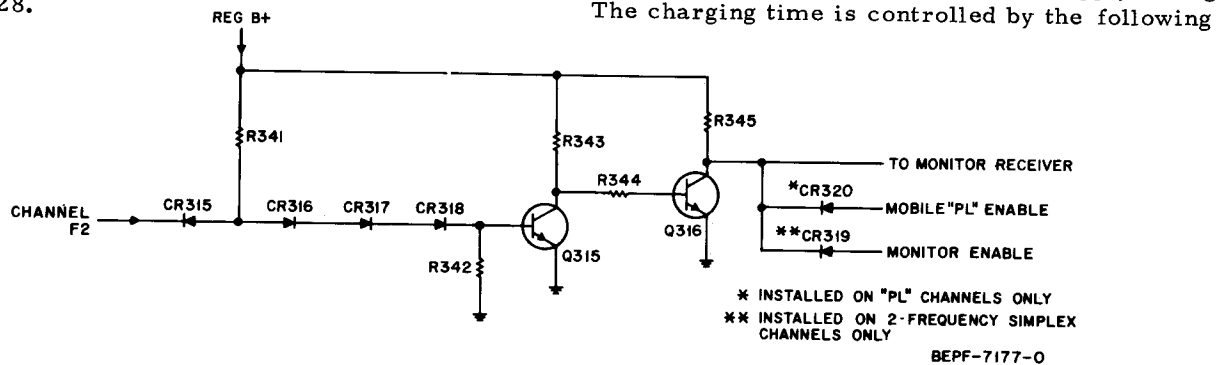 28.
The charging time is controlled by the following
REG B+
R341
R343
R345
TO MONITOR RECEIVER
R344
*CR320
MOBILE "PL" ENABLE
CHANNEL
F2
CR315
CR316
CR317
CR318
Q316
**CR319
MONITOR ENABLE
R342
Q315
* INSTALLED ON "PL" CHANNELS ONLY
** INSTALLED ON 2-FREQUENCY SIMPLEX
CHANNELS ONLY
BEPF-7177-O